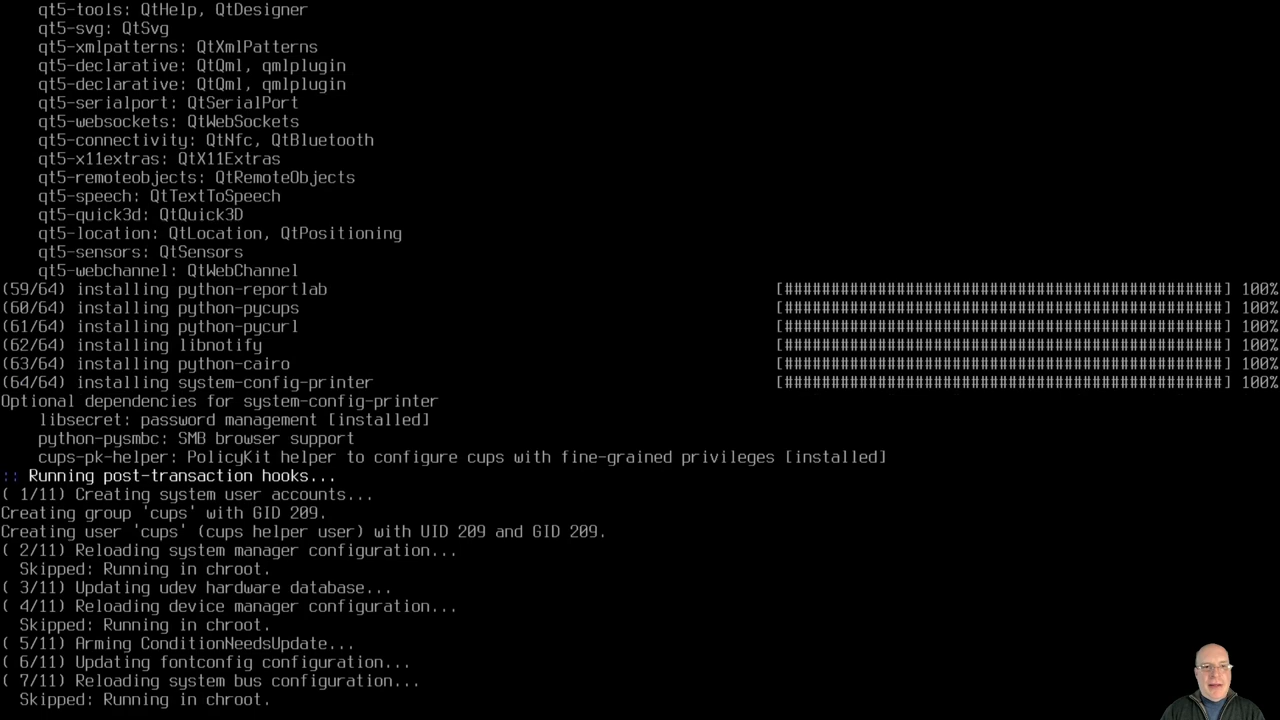 qt5-tools: QtHelp, QtDesigner
qt5-svg: QtSvg
qt5-xmlpatterns: QtXmlPatterns
qt5-declarative: QtQml, qmlplugin
qt5-declarative: QtQml, qmlplugin
qt5-serialport: QtSerialPort
qt5-websockets: QtWebSockets
qt5-connectivity: QtNfc, QtBluetooth
qt5-x11extras: QtX11Extras
qt5-remoteobjects: QtRemoteObjects
qt5-speech: QtTextToSpeech
qt5-quick3d: QtQuick3D
qt5-location: QtLocation, QtPositioning
qt5-sensors: QtSensors
qt5-webchannel: QtWebChannel
(59/64) installing python-reportlab [###############################################] 100%
(60/64) installing python-pycups [###############################################] 100%
(61/64) installing python-pycurl [###############################################] 100%
(62/64) installing libnotify [###############################################] 100%
(63/64) installing python-cairo [###############################################] 100%
(64/64) installing system-config-printer [###############################################] 100%
Optional dependencies for system-config-printer
libsecret: password management [installed]
python-pysmbc: SMB browser support
cups-pk-helper: PolicyKit helper to configure cups with fine-grained privileges [installed]
:: Running post-transaction hooks...
( 1/11) Creating system user accounts...
Creating group 'cups' with GID 209.
Creating user 'cups' (cups helper user) with UID 209 and GID 209.
( 2/11) Reloading system manager configuration...
Skipped: Running in chroot.
( 3/11) Updating udev hardware database...
( 4/11) Reloading device manager configuration...
Skipped: Running in chroot.
( 5/11) Arming ConditionNeedsUpdate...
( 6/11) Updating fontconfig configuration...
( 7/11) Reloading system bus configuration...
Skipped: Running in chroot.